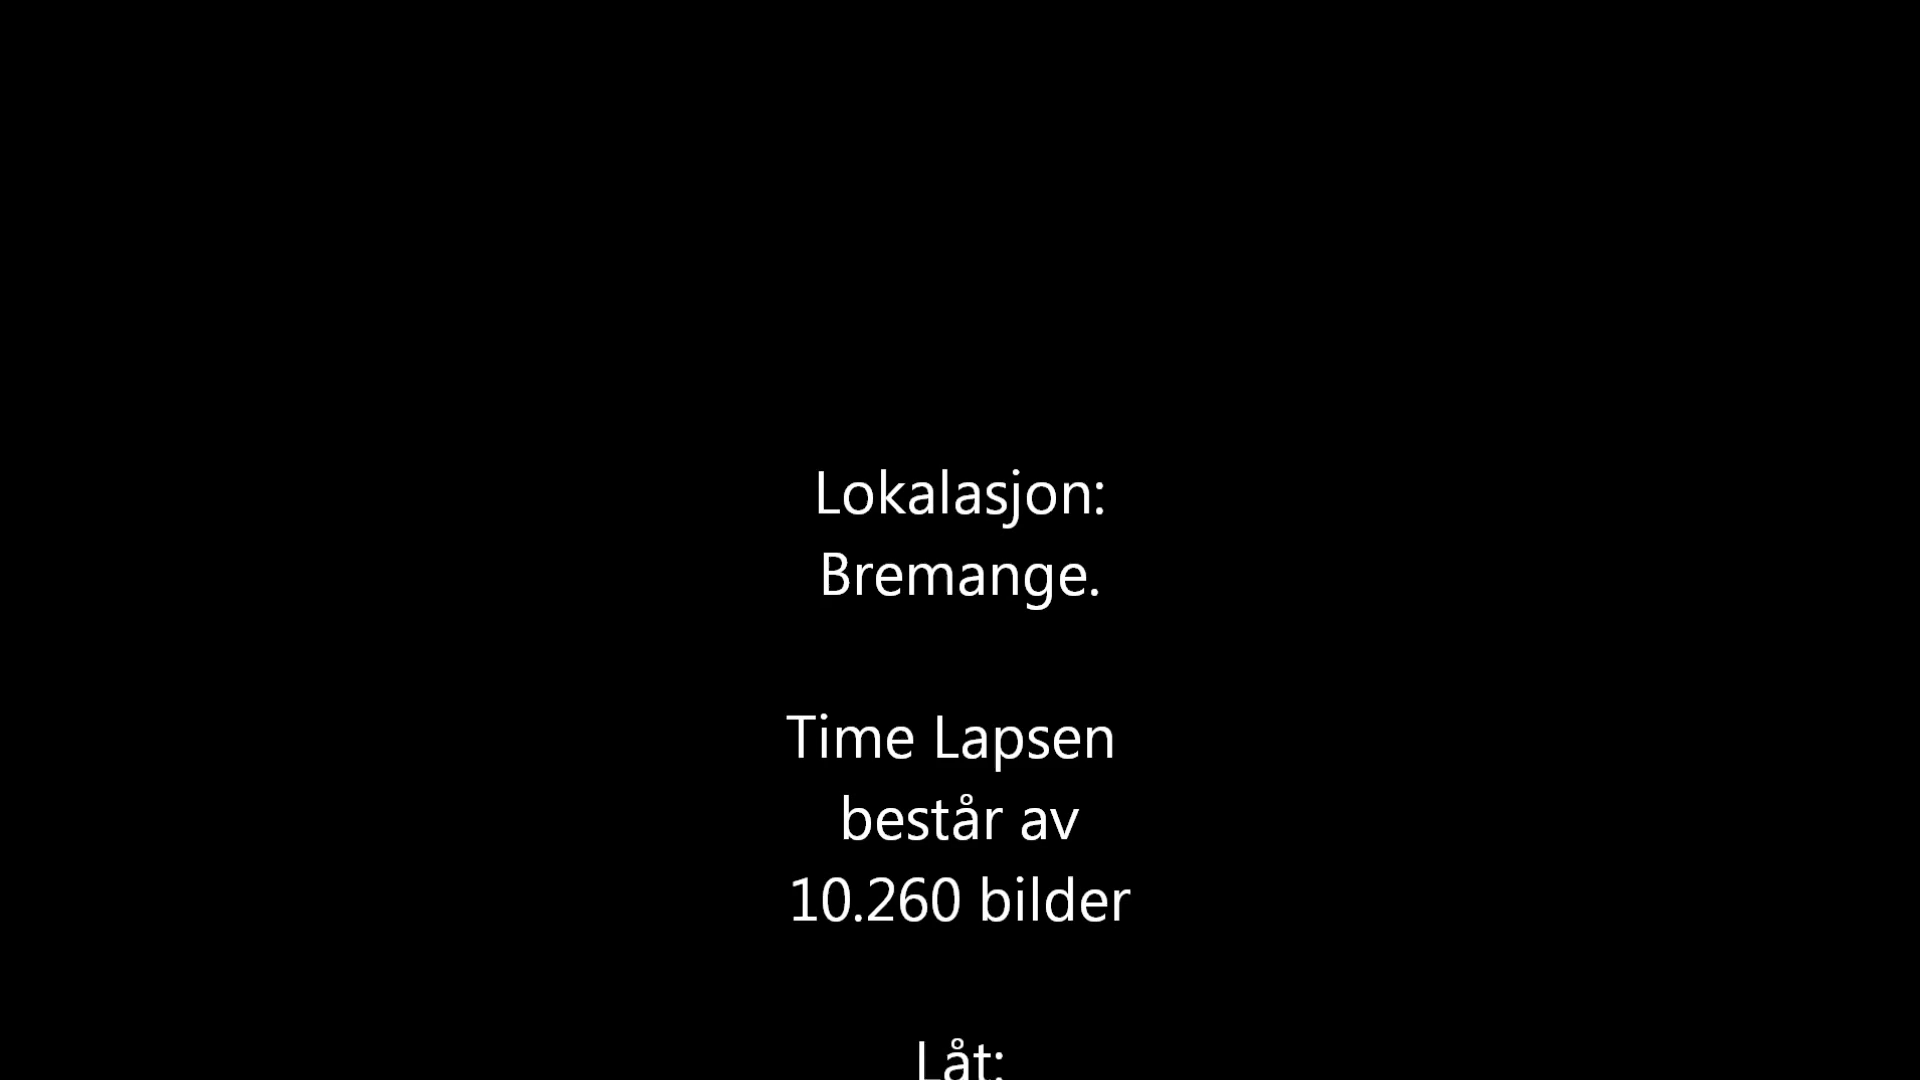 Lokalasjon:
Bremange.
Time Lapsen
består av
10.260 bilder
Låt: